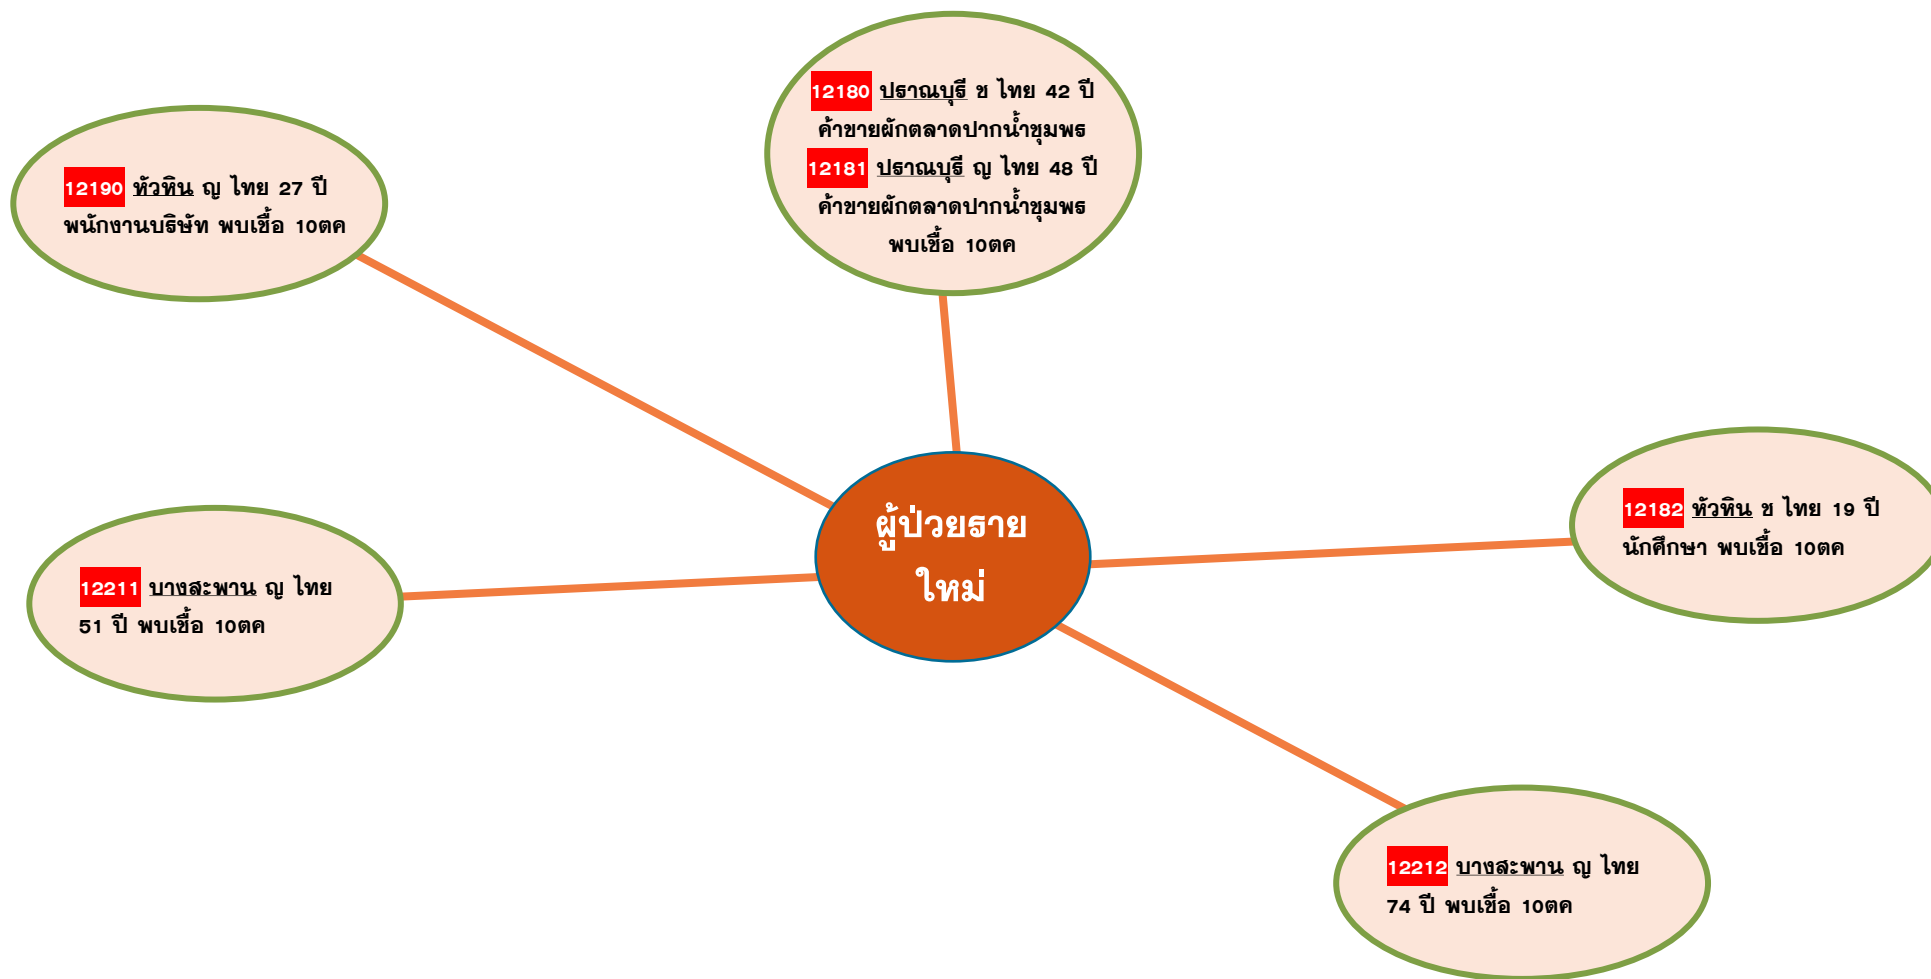 12180 ปราณบุรี ช ไทย 42 ปี
ค้าขายผักตลาดปากน้ำชุมพร
12181 ปราณบุรี ญ ไทย 48 ปี
ค้าขายผักตลาดปากน้ำชุมพร
พบเชื้อ 10ตค
12190 หัวหิน ญ ไทย 27 ปี
พนักงานบริษัท พบเชื้อ 10ตค
ผู้ป่วยราย
ใหม่
12182 หัวหิน ช ไทย 19 ปี
นักศึกษา พบเชื้อ 10ตค
12211 บางสะพาน ญ ไทย
51 ปี พบเชื้อ 10ตค
12212 บางสะพาน ญ ไทย
74 ปี พบเชื้อ 10ตค